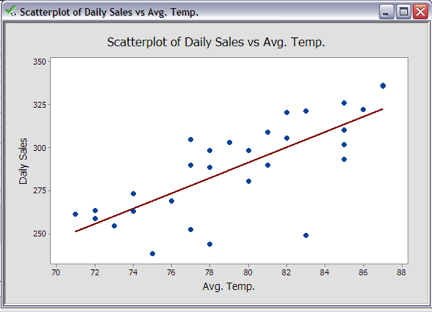 Scatterplot of Daily Sales vs Avg. Temp.
Scatterplot of Daily Sales vs Avg. Temp.
350
325
300
275
250
Daily Sales
70 72 74 76 78 80 82 84 86 88
Avg. Temp.